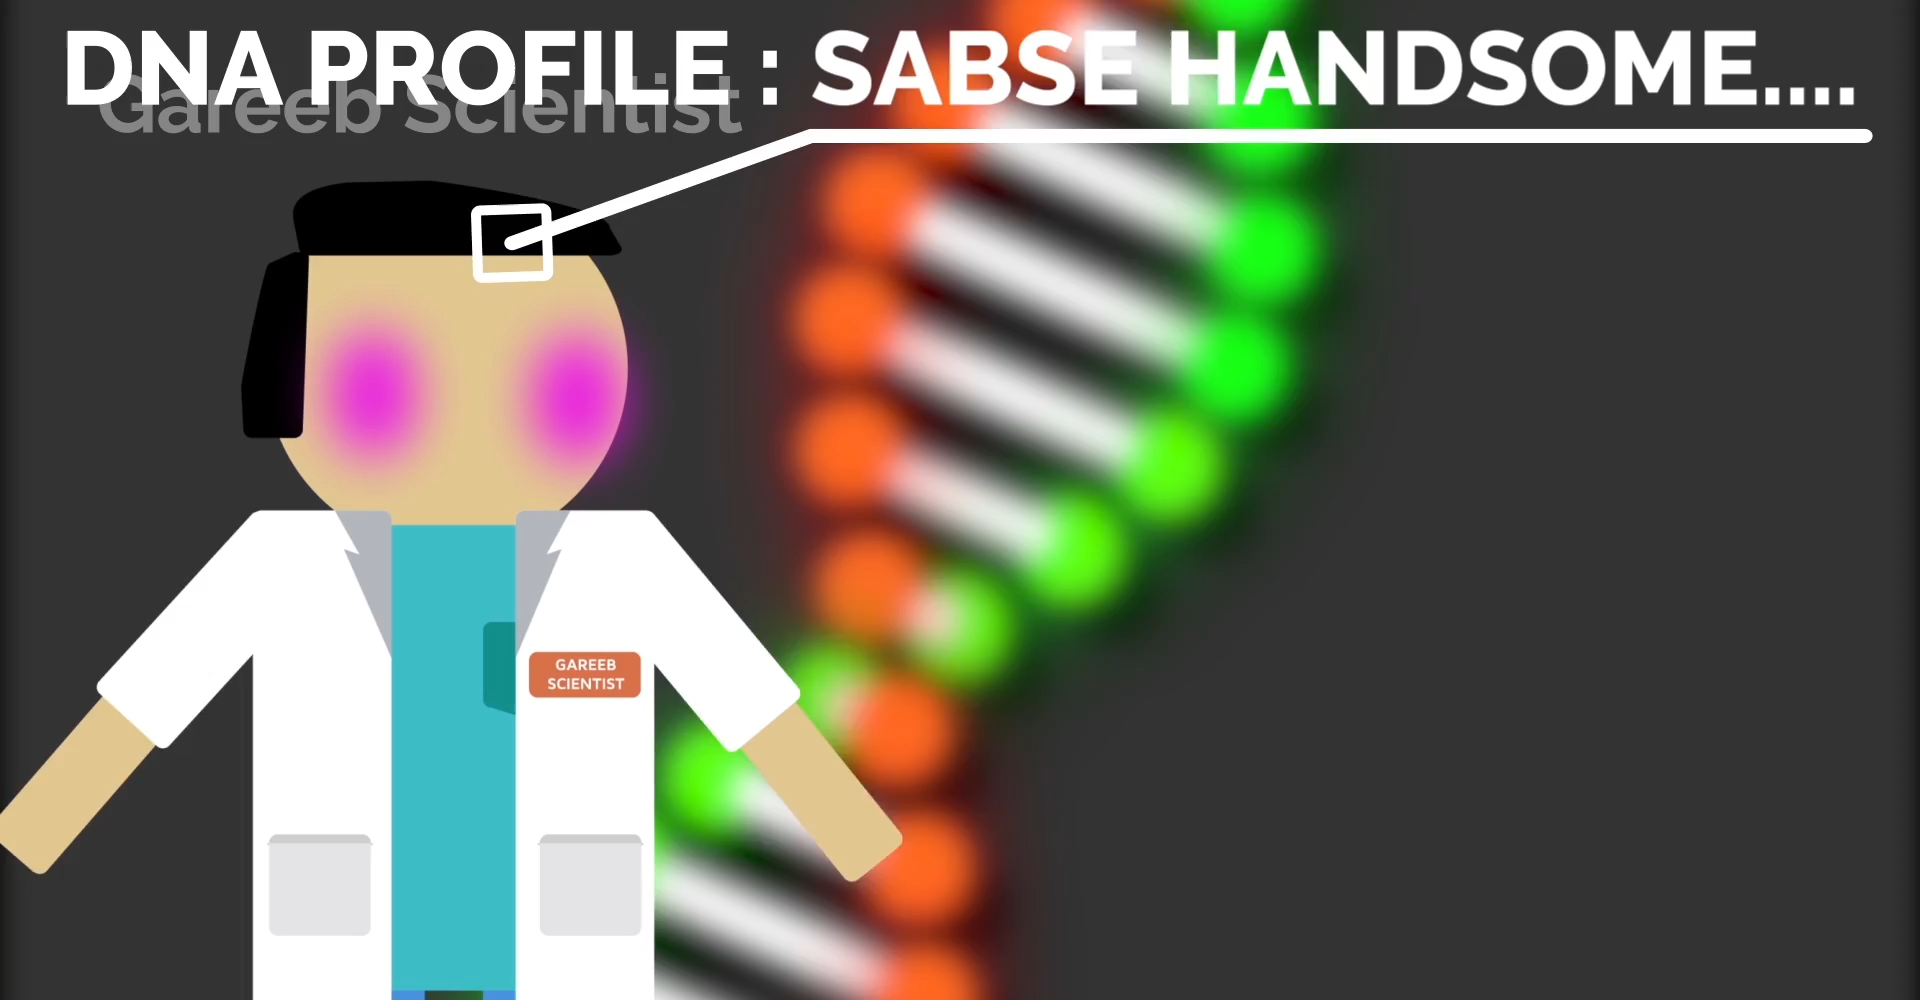 DNA PROFILE : SABSE HANDSOME....
Gareeb Scientist
GAREEB
SCIENTIST